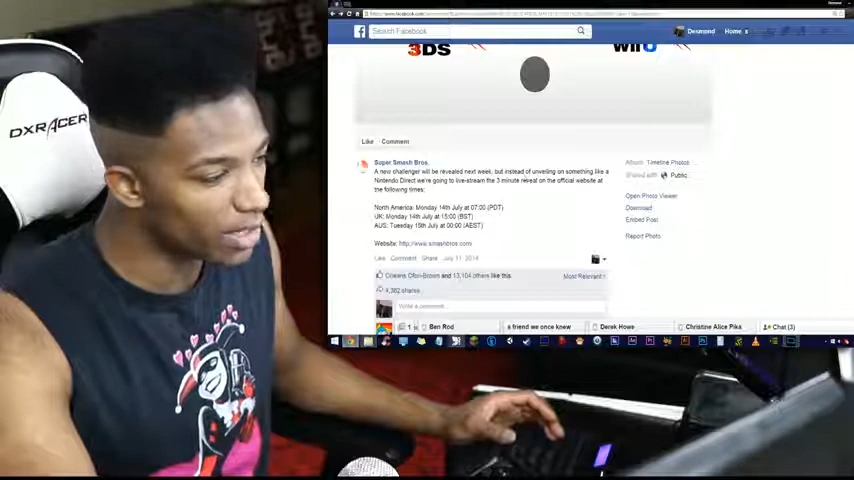 Search Facebook
Desmond
Home
3DS
Wii U
Like Comment
Super Smash Bros.
A new challenger will be revealed next week, but instead of unveiling on something like a
Nintendo Direct we're going to live-stream the 3 minute reveal on the official website at
the following times:
North America: Monday 14th July at 07:00 (PDT)
UK: Monday 14th July at 15:00 (BST)
AUS: Tuesday 15th July at 00:00 (AEST)
Website: http://www.smashbros.com/
Like Comment Share July 11, 2014
and 13,104 others like this.
Most Relevant
4,362 shares
Write a comment...
Album: Timeline Photos
Shared with: Public
Open Photo Viewer
Download
Embed Post
Report Photo
1
Ben Rod
a friend we once knew
Derek Howe
Christine Alice Pika
Chat (3)
DXRACER